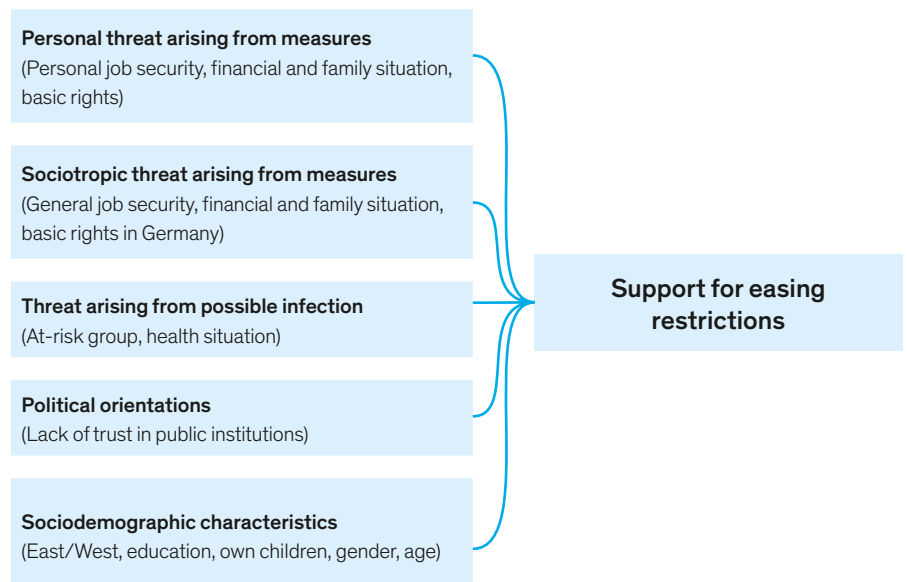 Personal threat arising from measures
(Personal job security, financial and family situation,
basic rights)
Sociotropic threat arising from measures
(General job security, financial and family situation,
basic rights in Germany)
Threat arising from possible infection
(At-risk group, health situation)
Political orientations
(Lack of trust in public institutions)
Sociodemographic characteristics
(East/West, education, own children, gender, age)
Support for easing
restrictions